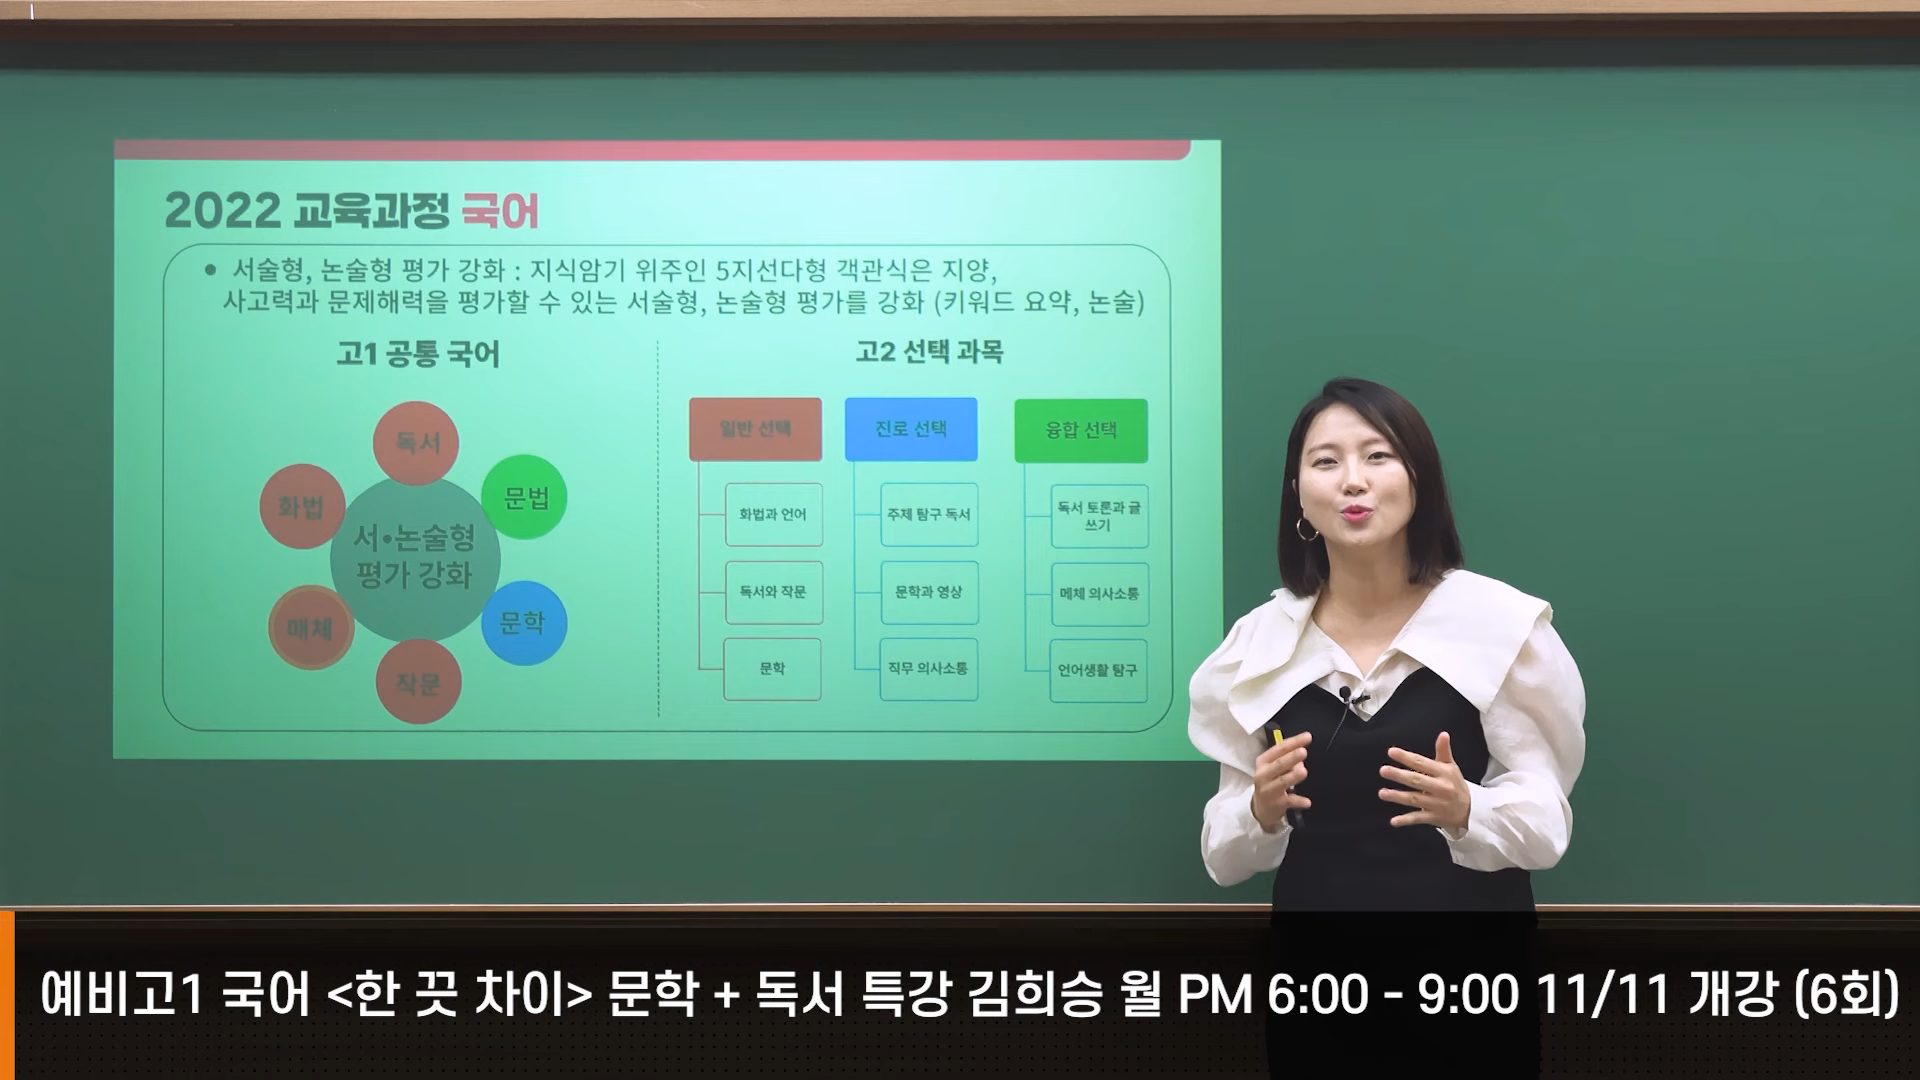 2022 교육과정 국어
• 서술형, 논술형 평가 강화 : 지식암기 위주인 5지선다형 객관식은 지양,
사고력과 문제해력을 평가할 수 있는 서술형, 논술형 평가를 강화 (키워드 요약, 논술)
고1 공통 국어
독서
문법
화법
서•논술형
평가 강화
매체
문학
작문
고2 선택 과목
일반 선택
화법과 언어
독서와 작문
문학
진로 선택
주제 탐구 독서
문학과 영상
직무 의사소통
융합 선택
독서 토론과 글
쓰기
메체 의사소통
언어생활 탐구
예비고1 국어 <한 끗 차이> 문학 + 독서 특강 김희승 월 PM 6:00 - 9:00 11/11 개강 (6회)